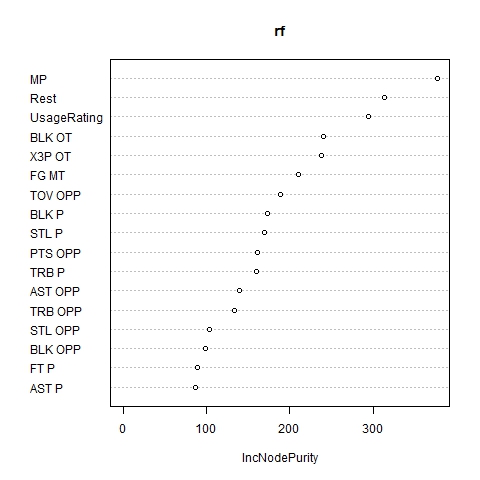 rf
MP
Rest
UsageRating
BLK OT
X3P OT
FG MT
TOV OPP
BLK P
STL P
PTS OPP
TRB P
AST OPP
TRB OPP
STL OPP
BLK OPP
FT P
AST P
0 100 200 300
IncNodePurity